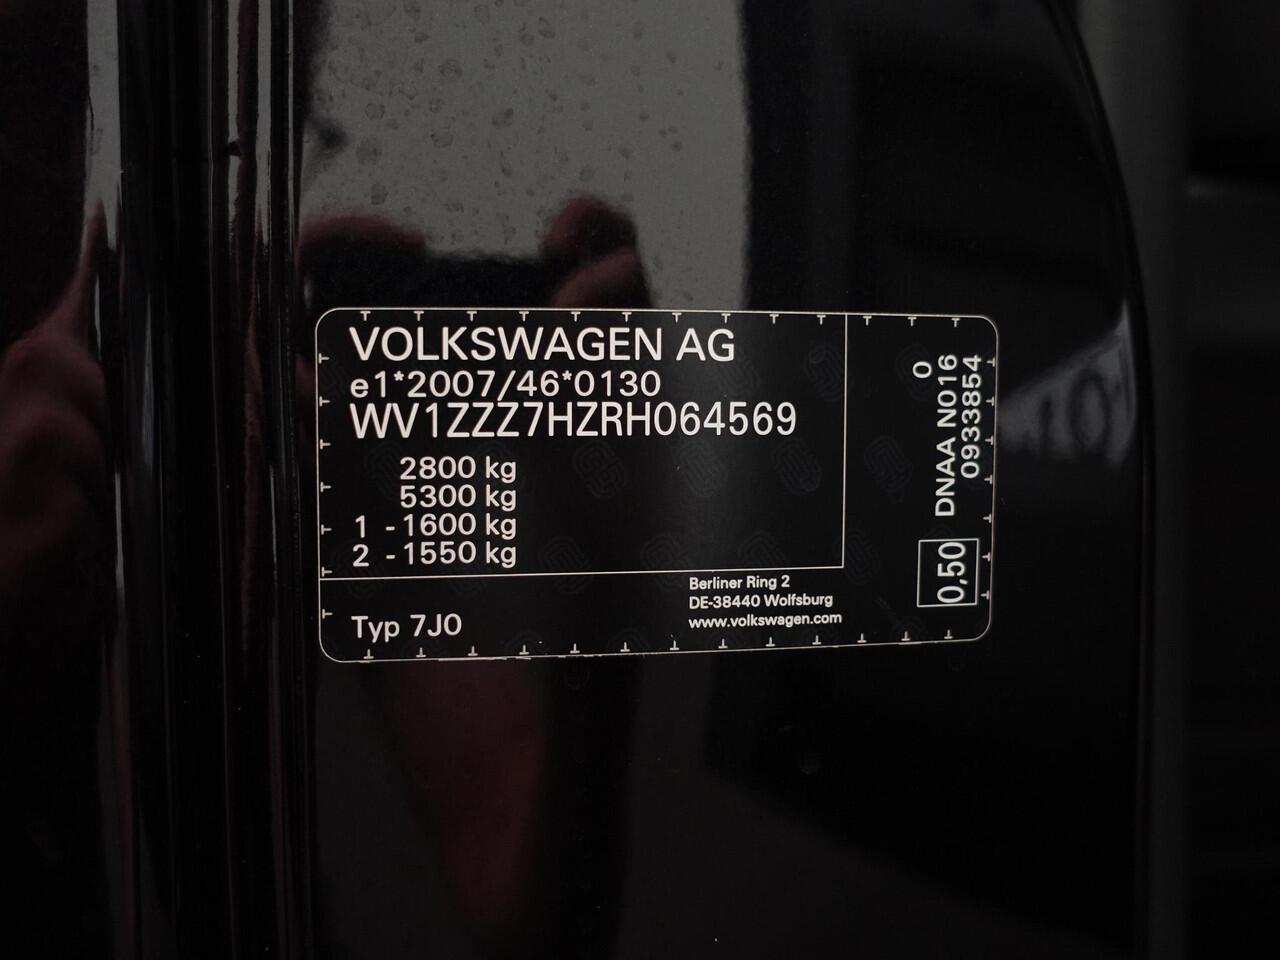 VOLKSWAGEN AG
e1*2007/46*0130
WV1ZZZ7HZRH064569
2800 kg
5300 kg
1 - 1600 kg
2 - 1550 kg
Typ 7J0
Berliner Ring 2
DE-38440 Wolfsburg
www.volkswagen.com
0
DNAA N016
0933854
0,50